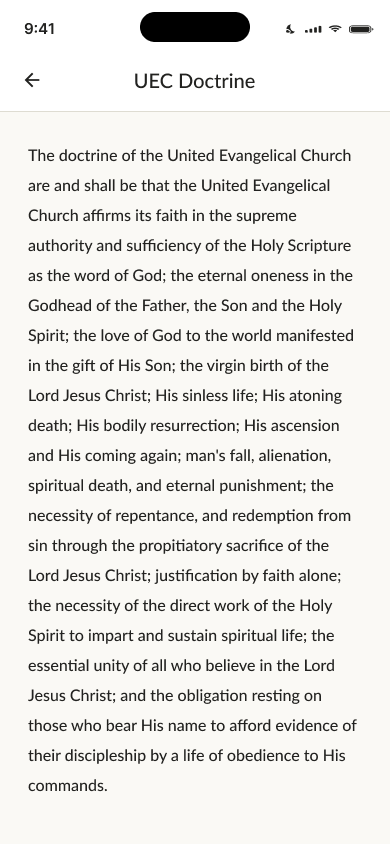 9:41
UEC Doctrine
The doctrine of the United Evangelical Church
are and shall be that the United Evangelical
Church affirms its faith in the supreme
authority and sufficiency of the Holy Scripture
as the word of God; the eternal oneness in the
Godhead of the Father, the Son and the Holy
Spirit; the love of God to the world manifested
in the gift of His Son; the virgin birth of the
Lord Jesus Christ; His sinless life; His atoning
death; His bodily resurrection; His ascension
and His coming again; man's fall, alienation,
spiritual death, and eternal punishment; the
necessity of repentance, and redemption from
sin through the propitiatory sacrifice of the
Lord Jesus Christ; justification by faith alone;
the necessity of the direct work of the Holy
Spirit to impart and sustain spiritual life; the
essential unity of all who believe in the Lord
Jesus Christ; and the obligation resting on
those who bear His name to afford evidence of
their discipleship by a life of obedience to His
commands.